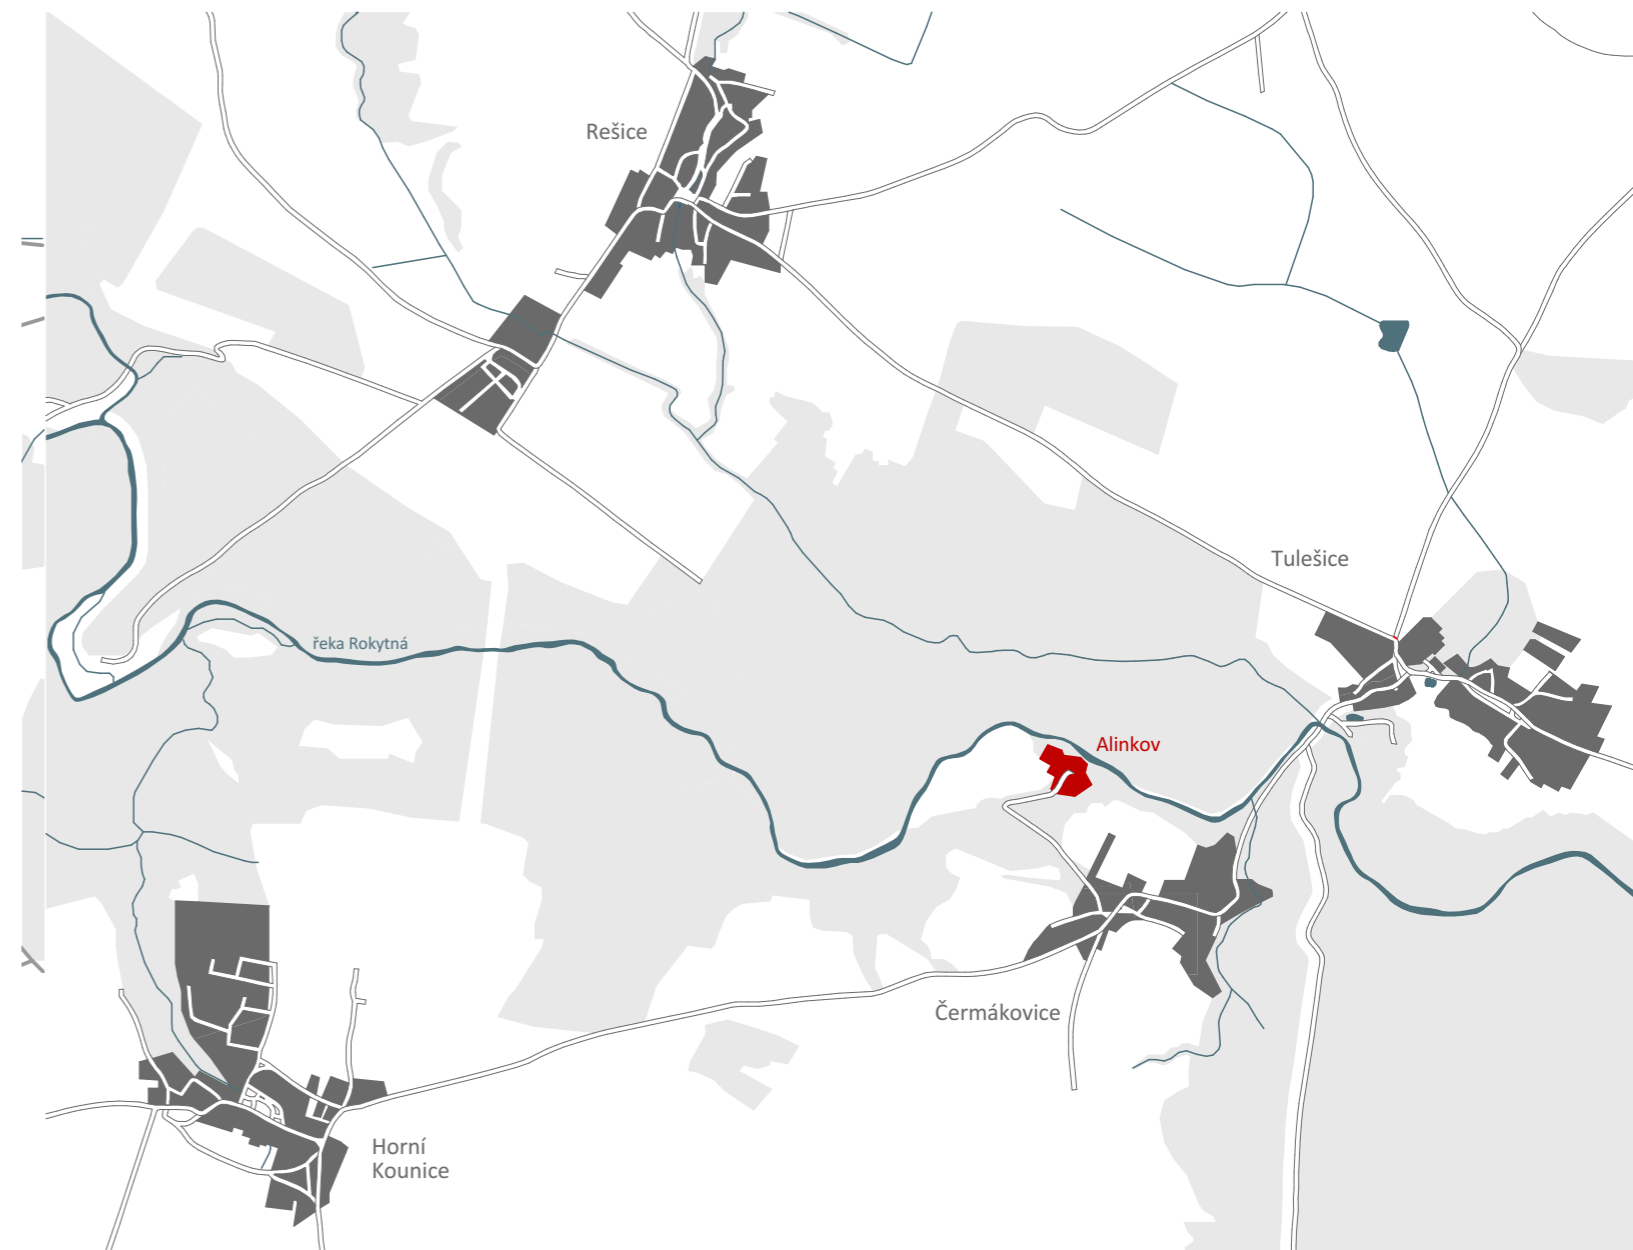 Rešice
Tulešice
řeka Rokytná
Alinkov
Čermákovice
Horní
Kounice